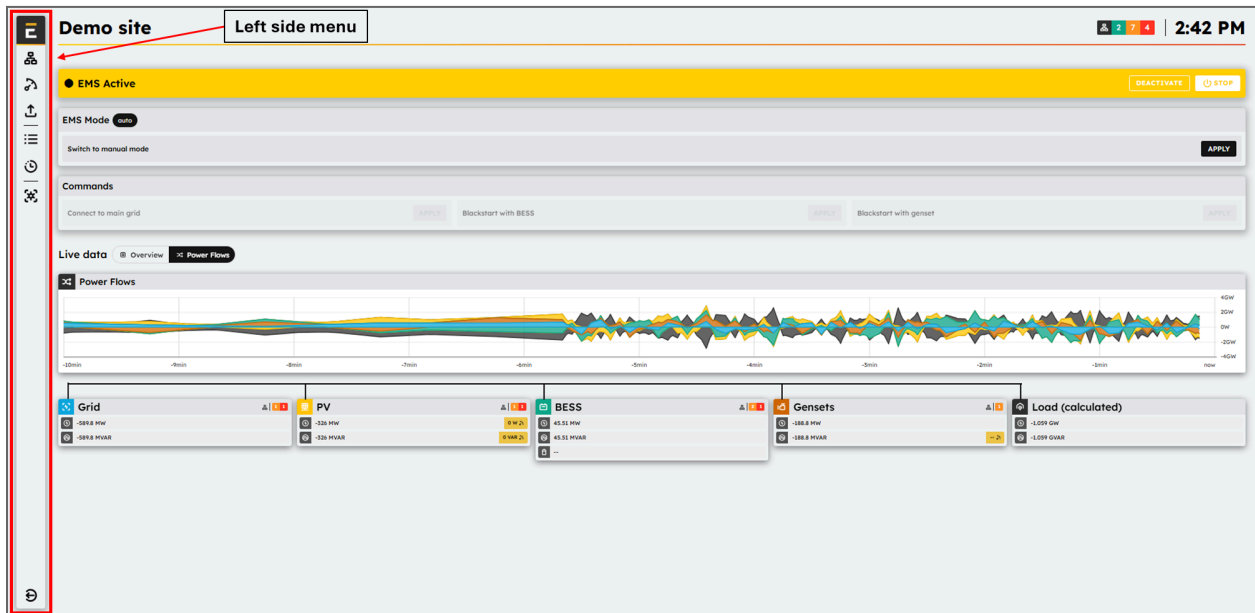 E
Demo site
Left side menu
2 7 4
2:42 PM
EMS Active
DEACTIVATE
STOP
EMS Mode auto
Switch to manual mode
APPLY
Commands
Connect to main grid
APPLY
Blackstart with BESS
APPLY
Blackstart with genset
APPLY
Live data
Overview
Power Flows
Power Flows
4GW
2GW
0W
-2GW
-4GW
-10min -9min -8min -7min -6min -5min -4min -3min -2min -1min now
Grid
1 1
-589.8 MW
-589.8 MVAR
PV
-326 MW
0 W
-326 MVAR
0 VAR
BESS
45.51 MW
45.51 MVAR
--
Gensets
-188.8 MW
-188.8 MVAR
--
Load (calculated)
-1.059 GW
-1.059 GVAR